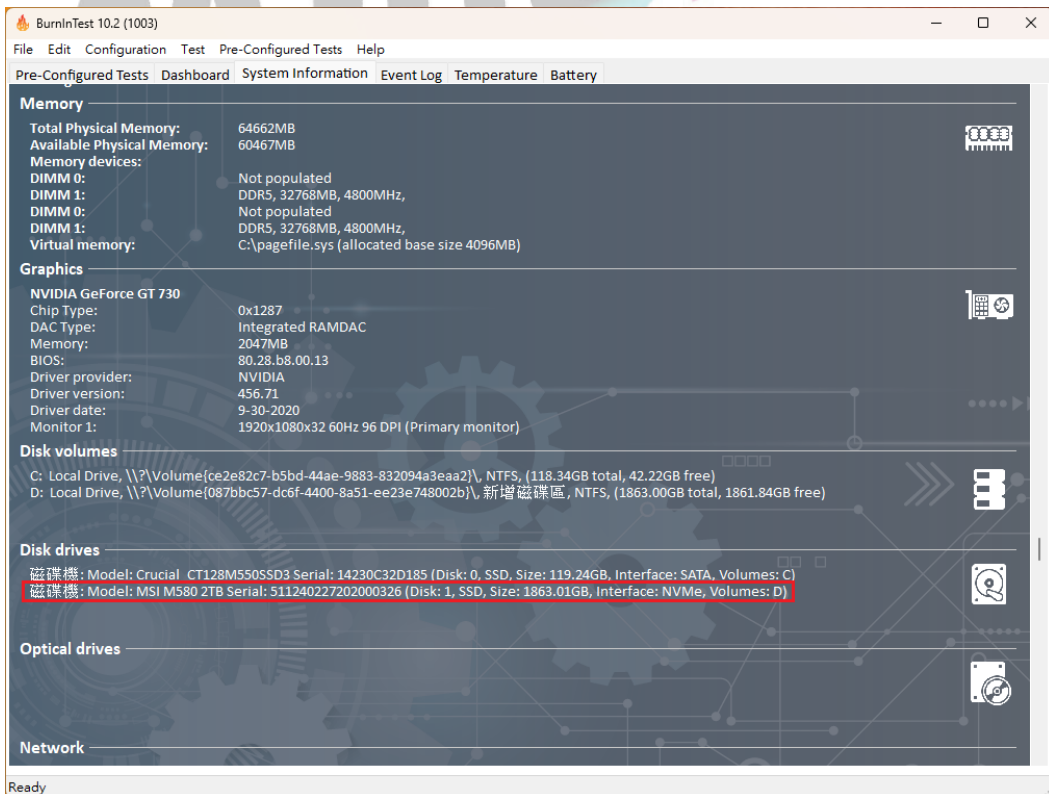 BurnInTest 10.2 (1003)
File Edit Configuration Test Pre-Configured Tests Help
Pre-Configured Tests Dashboard System Information Event Log Temperature Battery
Memory
Total Physical Memory: 64662MB
Available Physical Memory: 60467MB
Memory devices:
DIMM 0: Not populated
DIMM 1: DDR5, 32768MB, 4800MHz,
DIMM 0: Not populated
DIMM 1: DDR5, 32768MB, 4800MHz,
Virtual memory: C:\pagefile.sys (allocated base size 4096MB)
Graphics
NVIDIA GeForce GT 730
Chip Type: 0x1287
DAC Type: Integrated RAMDAC
Memory: 2047MB
BIOS: 80.28.b8.00.13
Driver provider: NVIDIA
Driver version: 456.71
Driver date: 9-30-2020
Monitor 1: 1920x1080x32 60Hz 96 DPI (Primary monitor)
Disk volumes
C: Local Drive, \\?\Volume{ce2e82c7-b5bd-44ae-9883-832094a3eaa2}\, NTFS, (118.34GB total, 42.22GB free)
D: Local Drive, \\?\Volume{087bbc57-dc6f-4400-8a51-ee23e748002b}\, 新增磁碟區, NTFS, (1863.00GB total, 1861.84GB free)
Disk drives
磁碟機: Model: Crucial_CT128M550SSD3 Serial: 14230C32D185 (Disk: 0, SSD, Size: 119.24GB, Interface: SATA, Volumes: C)
磁碟機: Model: MSI M580 2TB Serial: 511240227202000326 (Disk: 1, SSD, Size: 1863.01GB, Interface: NVMe, Volumes: D)
Optical drives
Network
Ready